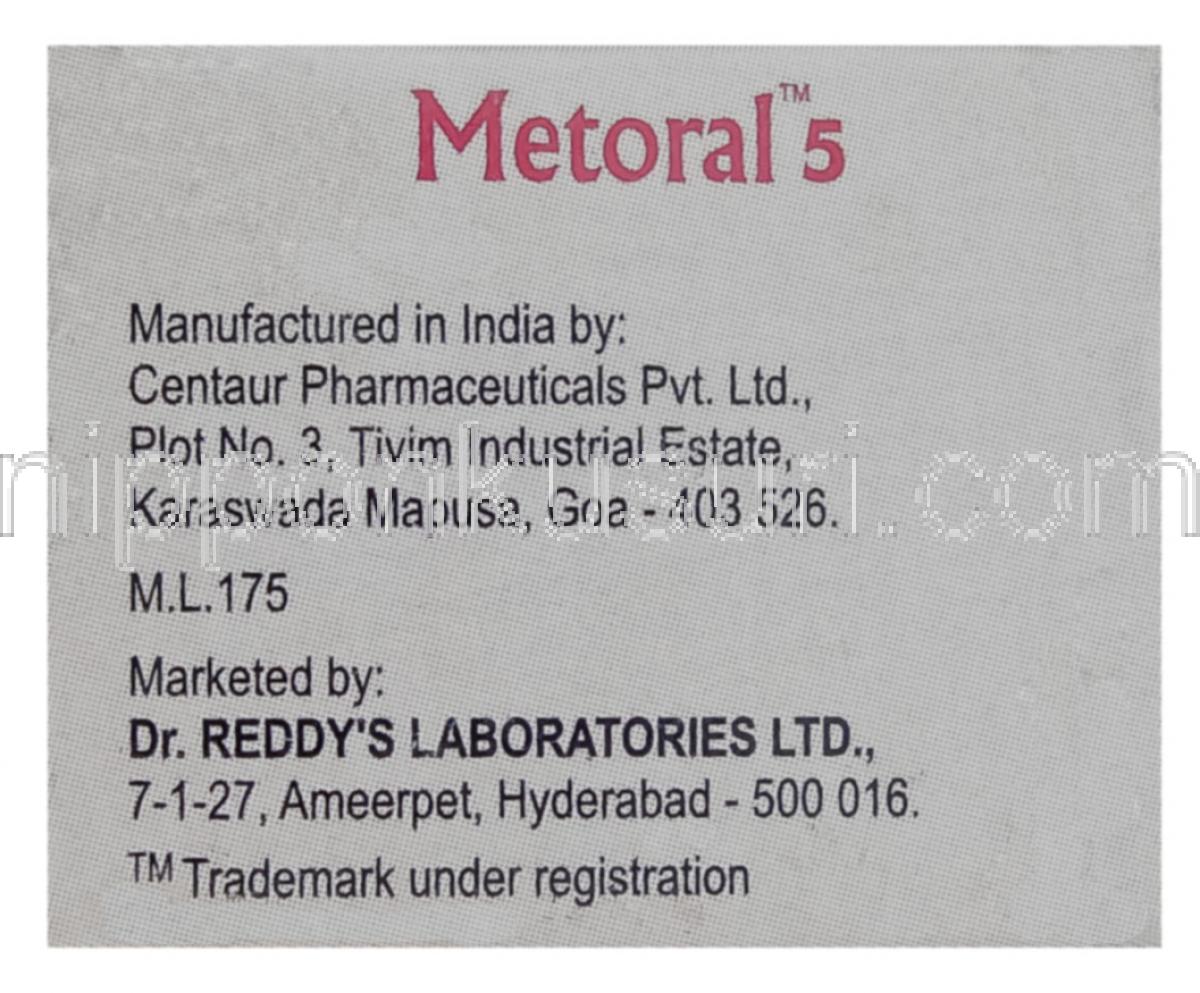 Metoral™ 5
Manufactured in India by:
Centaur Pharmaceuticals Pvt. Ltd.,
Plot No. 3, Tivim Industrial Estate,
Karaswada Mapusa, Goa - 403 526.
nipponkusuri.com
M.L.175
Marketed by:
Dr. REDDY'S LABORATORIES LTD.,
7-1-27, Ameerpet, Hyderabad - 500 016.
TM Trademark under registration